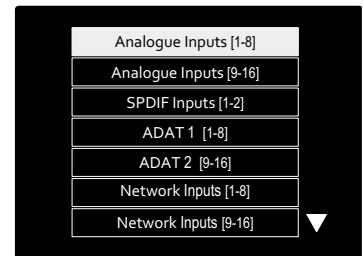 Analogue Inputs [1-8]
Analogue Inputs [9-16]
SPDIF Inputs [1-2]
ADAT 1 [1-8]
ADAT 2 [9-16]
Network Inputs [1-8]
Network Inputs [9-16]